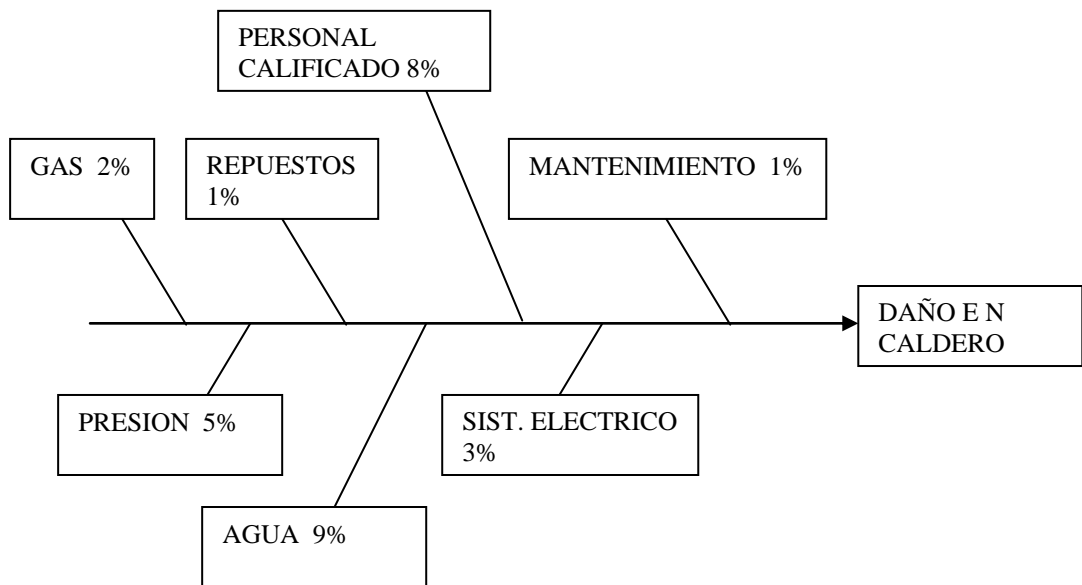 PERSONAL
CALIFICADO 8%
GAS 2%
REPUESTOS
1%
MANTENIMIENTO 1%
DAÑO E N
CALDERO
PRESION 5%
SIST. ELECTRICO
3%
AGUA 9%